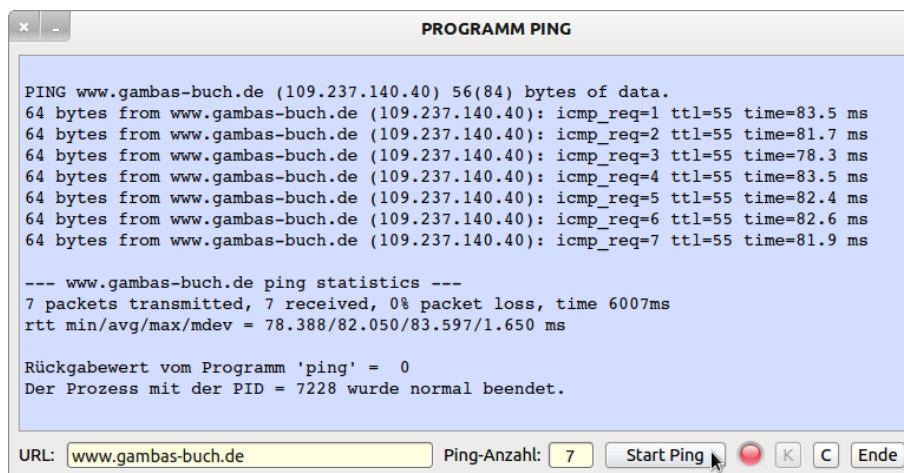 PROGRAMM PING
PING www.gambas-buch.de (109.237.140.40) 56(84) bytes of data.
64 bytes from www.gambas-buch.de (109.237.140.40): icmp_req=1 ttl=55 time=83.5 ms
64 bytes from www.gambas-buch.de (109.237.140.40): icmp_req=2 ttl=55 time=81.7 ms
64 bytes from www.gambas-buch.de (109.237.140.40): icmp_req=3 ttl=55 time=78.3 ms
64 bytes from www.gambas-buch.de (109.237.140.40): icmp_req=4 ttl=55 time=83.5 ms
64 bytes from www.gambas-buch.de (109.237.140.40): icmp_req=5 ttl=55 time=82.4 ms
64 bytes from www.gambas-buch.de (109.237.140.40): icmp_req=6 ttl=55 time=82.6 ms
64 bytes from www.gambas-buch.de (109.237.140.40): icmp_req=7 ttl=55 time=81.9 ms
--- www.gambas-buch.de ping statistics ---
7 packets transmitted, 7 received, 0% packet loss, time 6007ms
rtt min/avg/max/mdev = 78.388/82.050/83.597/1.650 ms
Rückgabewert vom Programm 'ping' =  0
Der Prozess mit der PID = 7228 wurde normal beendet.
URL: www.gambas-buch.de Ping-Anzahl: 7 Start Ping K C Ende